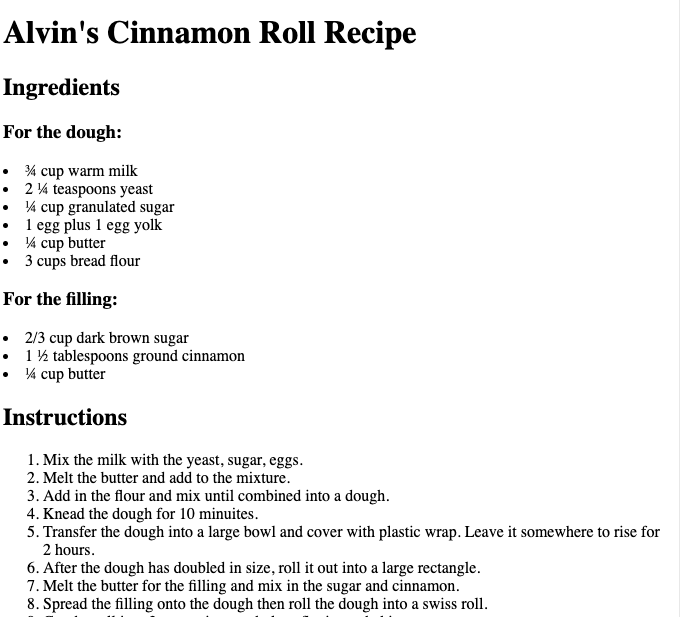 Alvin's Cinnamon Roll Recipe
Ingredients
For the dough:
• ¾ cup warm milk
• 2 ¼ teaspoons yeast
• ¼ cup granulated sugar
• 1 egg plus 1 egg yolk
• ¼ cup butter
• 3 cups bread flour
For the filling:
• 2/3 cup dark brown sugar
• 1 ½ tablespoons ground cinnamon
• ¼ cup butter
Instructions
1. Mix the milk with the yeast, sugar, eggs.
2. Melt the butter and add to the mixture.
3. Add in the flour and mix until combined into a dough.
4. Knead the dough for 10 minuites.
5. Transfer the dough into a large bowl and cover with plastic wrap. Leave it somewhere to rise for
2 hours.
6. After the dough has doubled in size, roll it out into a large rectangle.
7. Melt the butter for the filling and mix in the sugar and cinnamon.
8. Spread the filling onto the dough then roll the dough into a swiss roll.